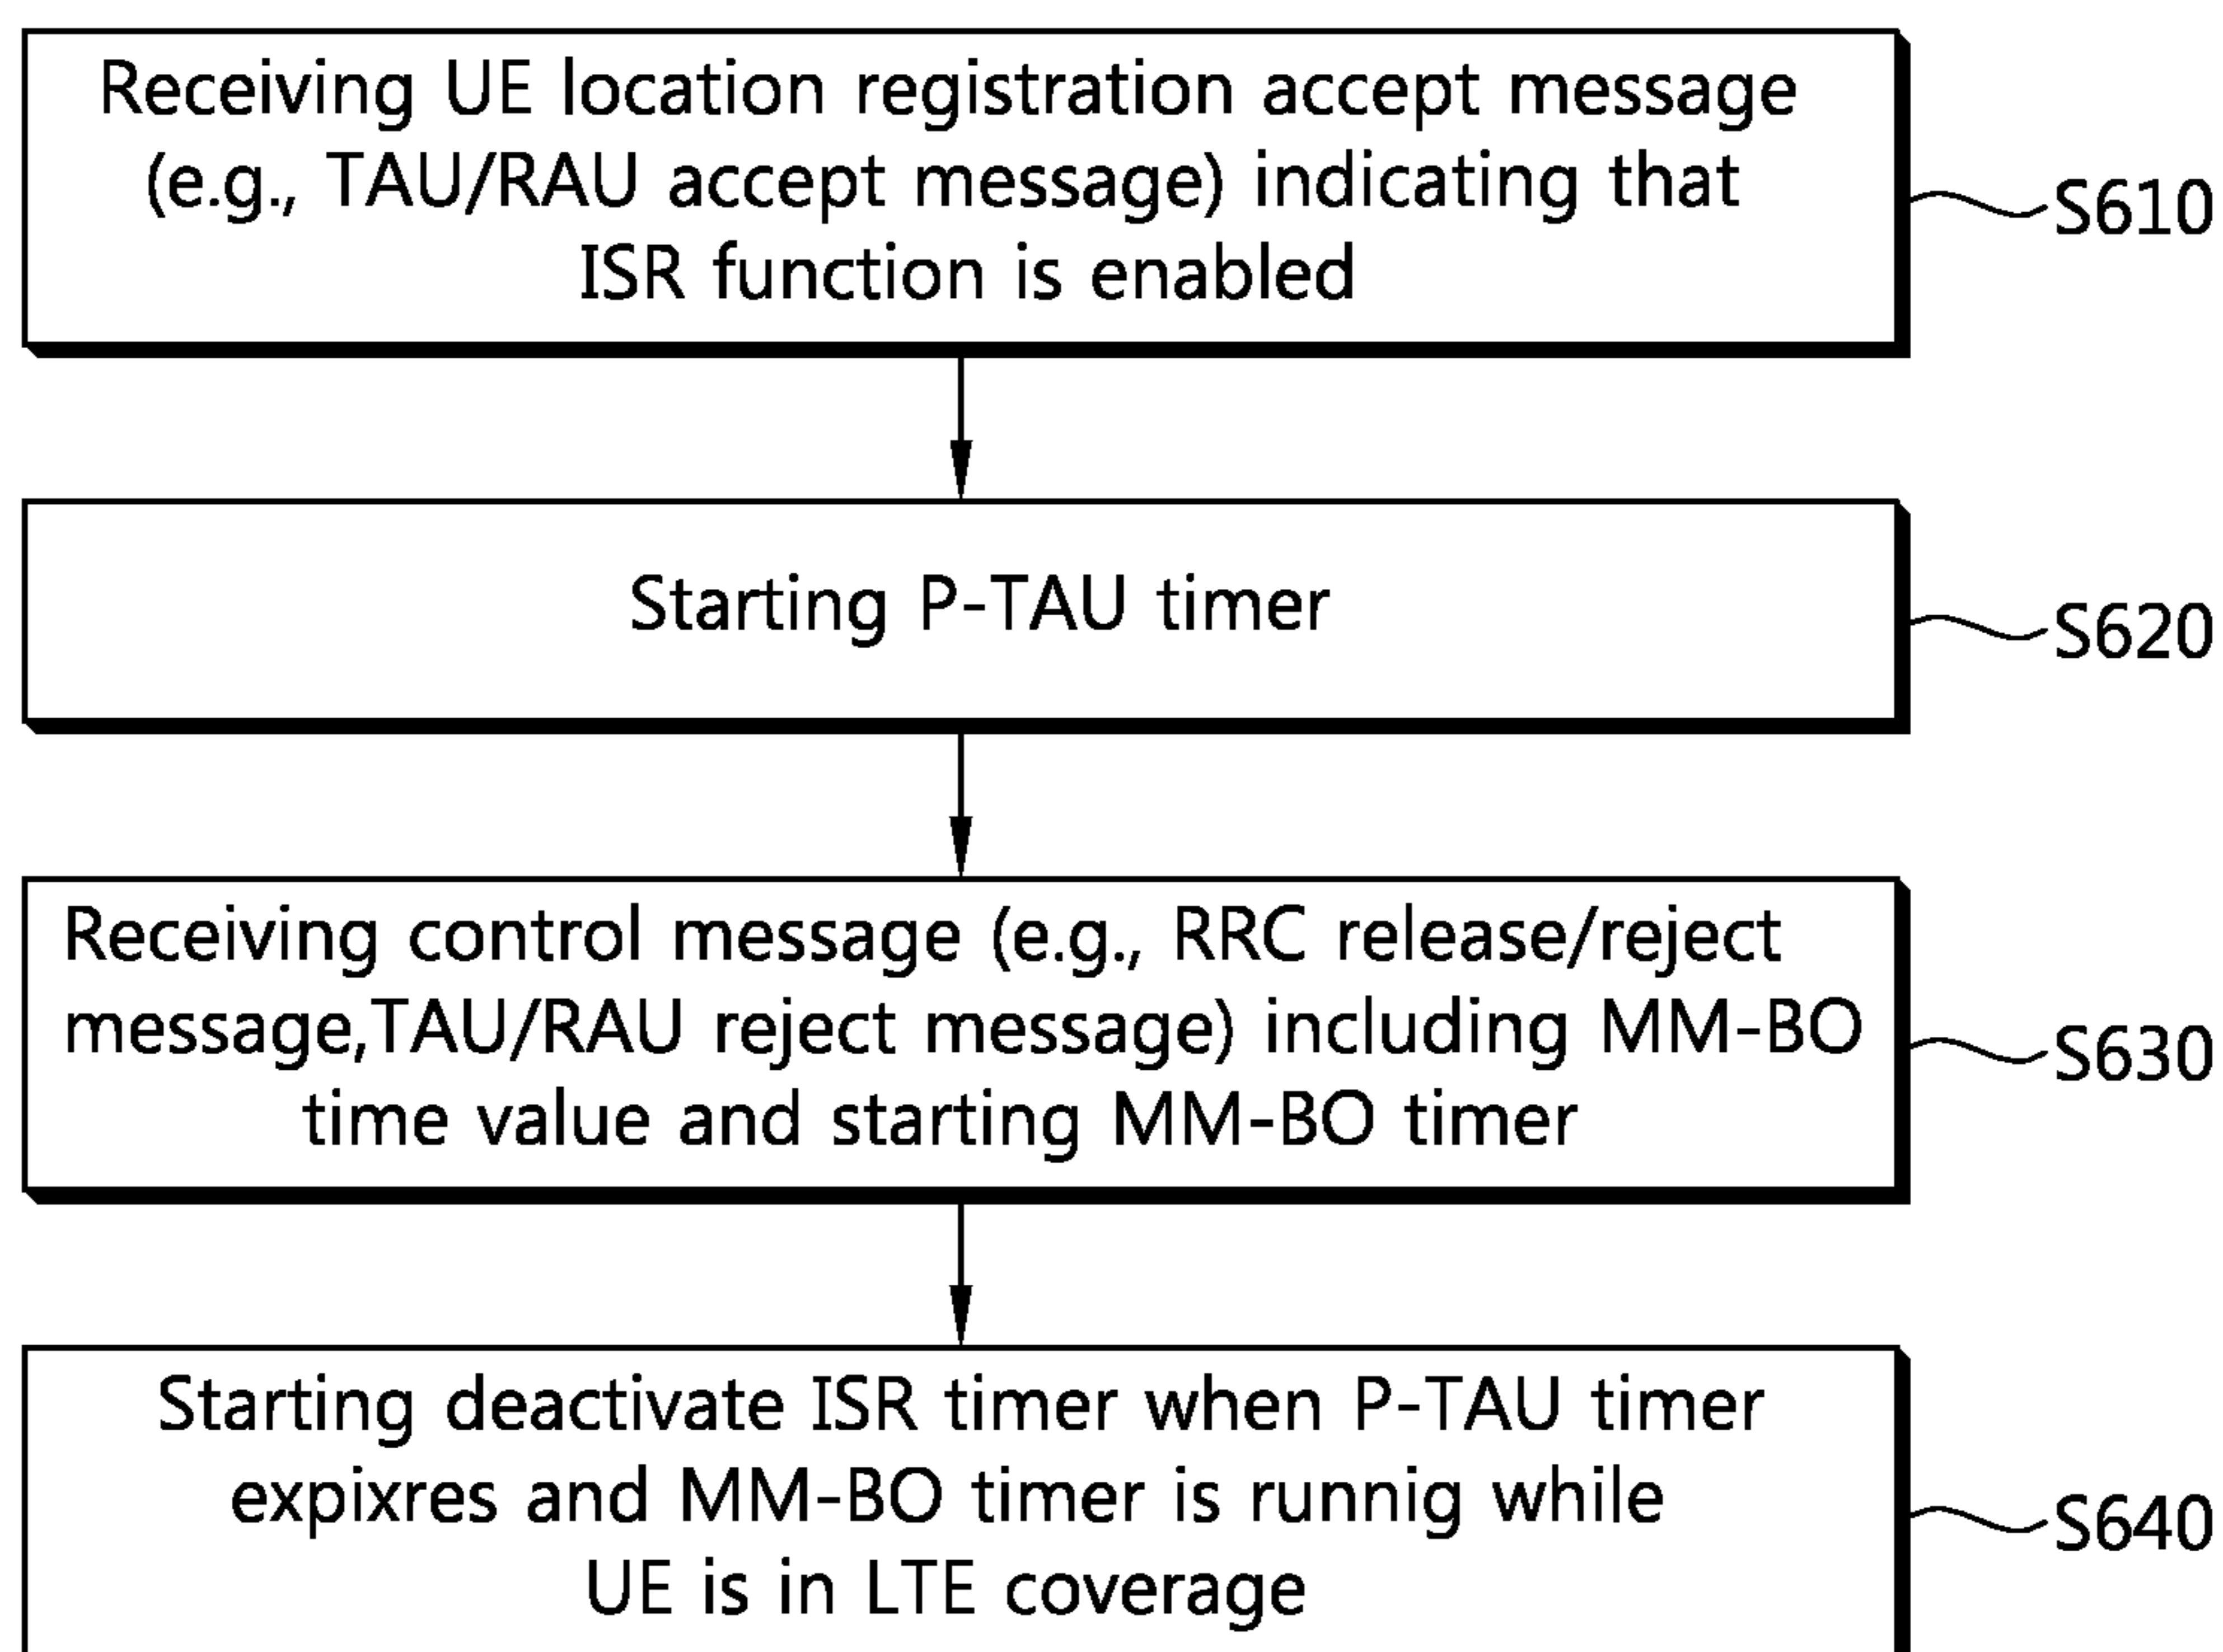 Receiving UE location registration accept message
(e.g., TAU/RAU accept message) indicating that
ISR function is enabled
S610
Starting P-TAU timer
S620
Receiving control message (e.g., RRC release/reject
message,TAU/RAU reject message) including MM-BO
time value and starting MM-BO timer
S630
Starting deactivate ISR timer when P-TAU timer
expixres and MM-BO timer is runnig while
UE is in LTE coverage
S640